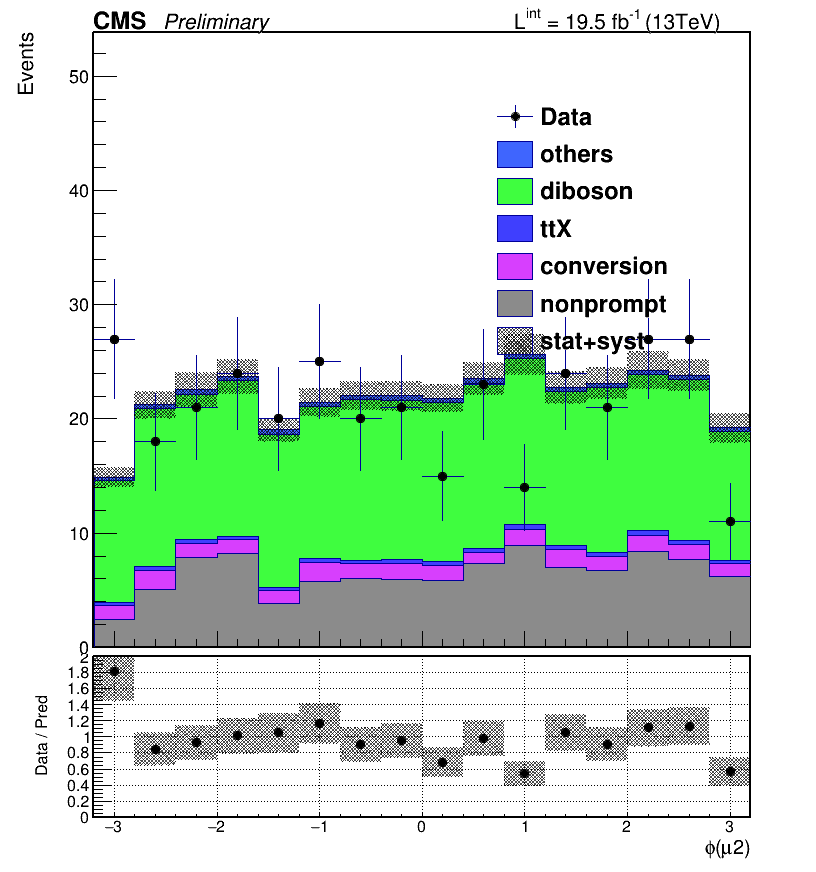 CMS Preliminary L^int = 19.5 fb^-1 (13TeV)
Events
50
40
30
20
10
0
Data
others
diboson
ttX
conversion
nonprompt
stat+syst
Data / Pred
2
1.8
1.6
1.4
1.2
1
0.8
0.6
0.4
0.2
0
−3 −2 −1 0 1 2 3
ϕ(μ2)